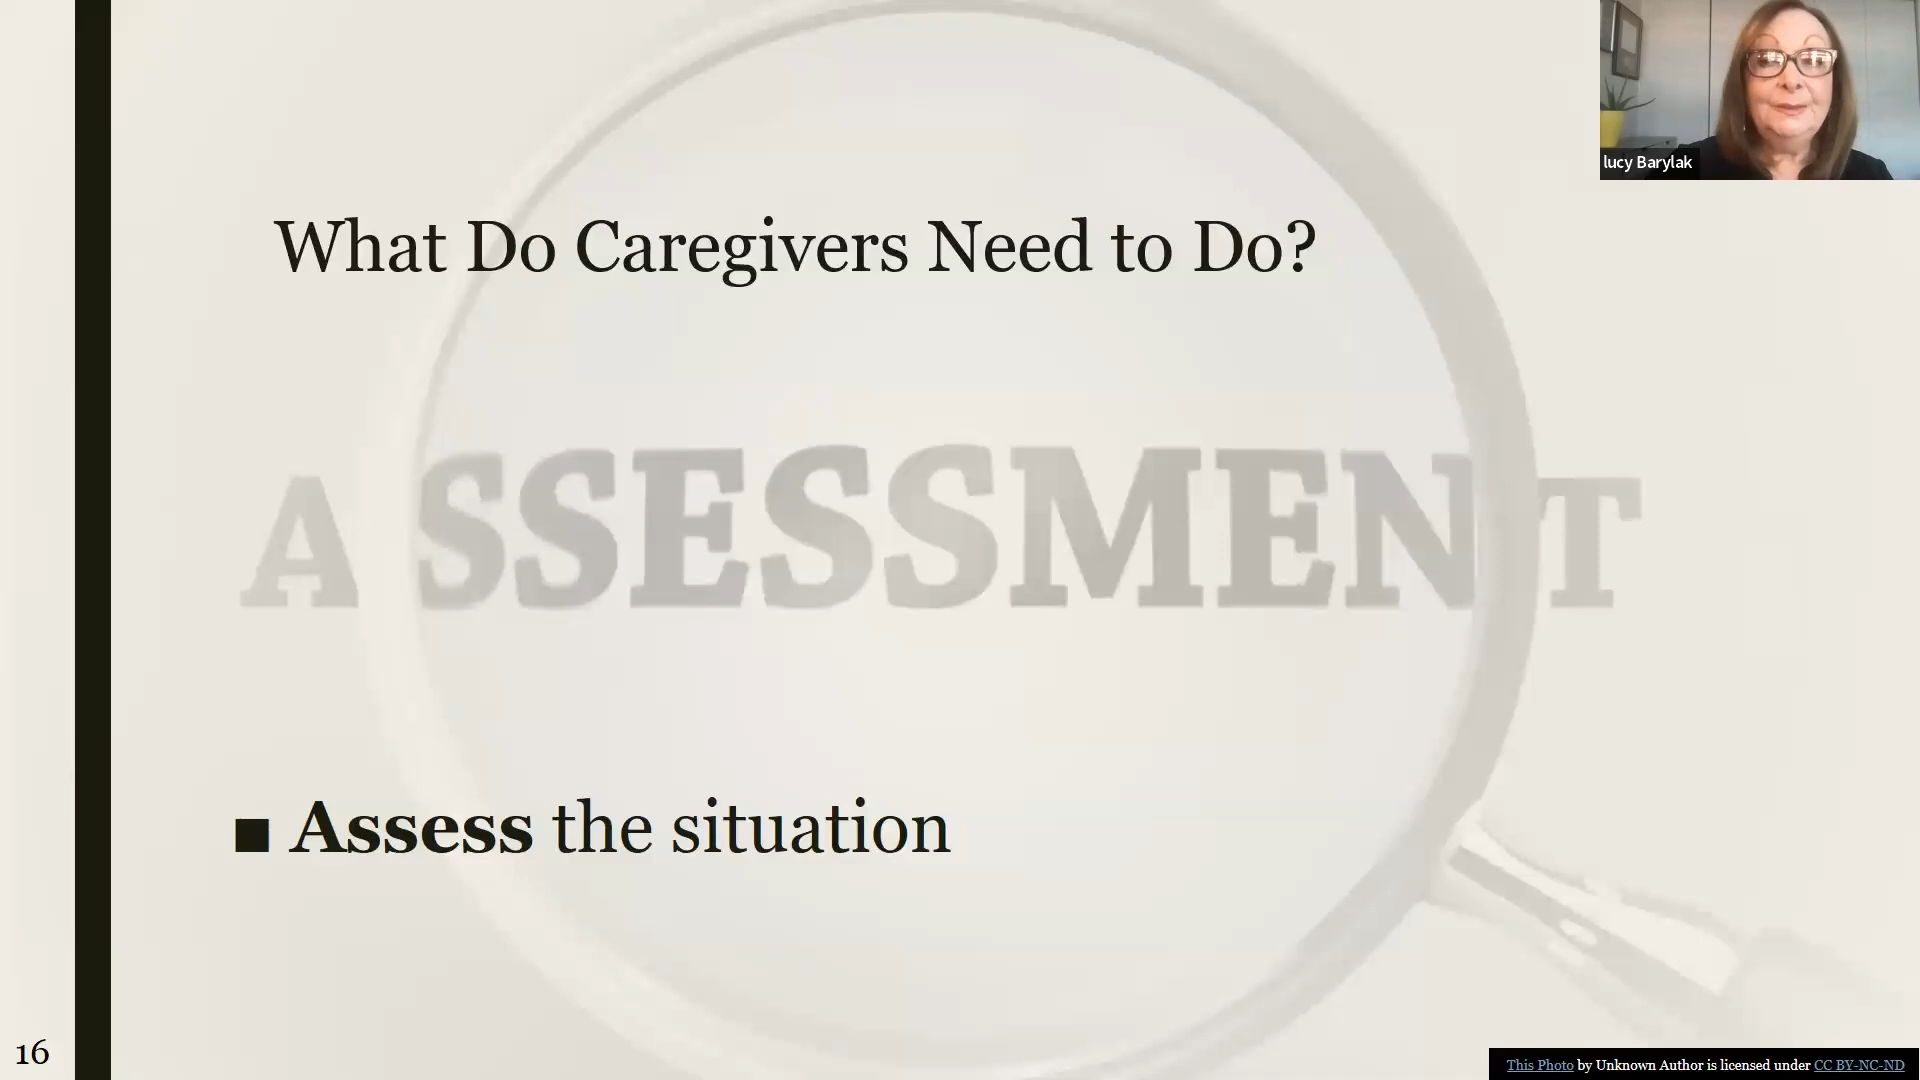 lucy Barylak
What Do Caregivers Need to Do?
ASSESSMENT
■ Assess the situation
16
This Photo by Unknown Author is licensed under CC BY-NC-ND